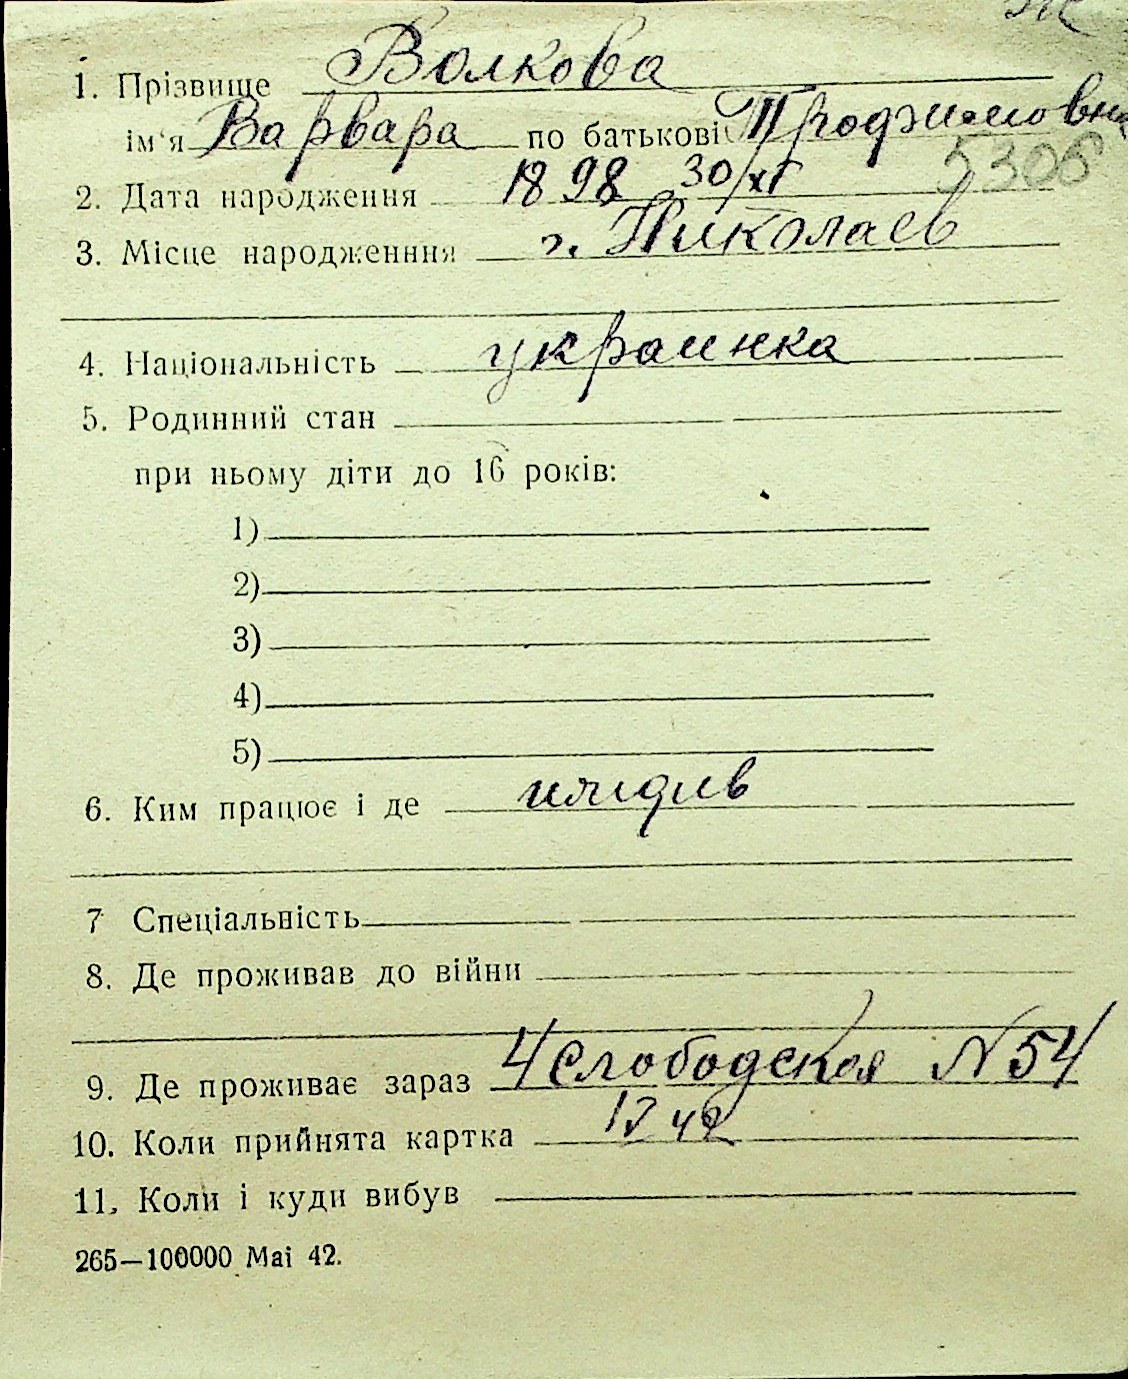 1. Прізвище Волкова
ім'я Варвара по батькові Трофимовна
5306
2. Дата народження 1898 30/XI
3. Місце народженння г. Николаев
4. Національність украинка
5. Родинний стан
при ньому діти до 16 років:
1)
2)
3)
4)
5)
6. Ким працює і де иждив
7 Спеціальність
8. Де проживав до війни
9. Де проживає зараз 4 Слободская № 54
10. Коли прийнята картка 42
11. Коли і куди вибув
265—100000 Mai 42.